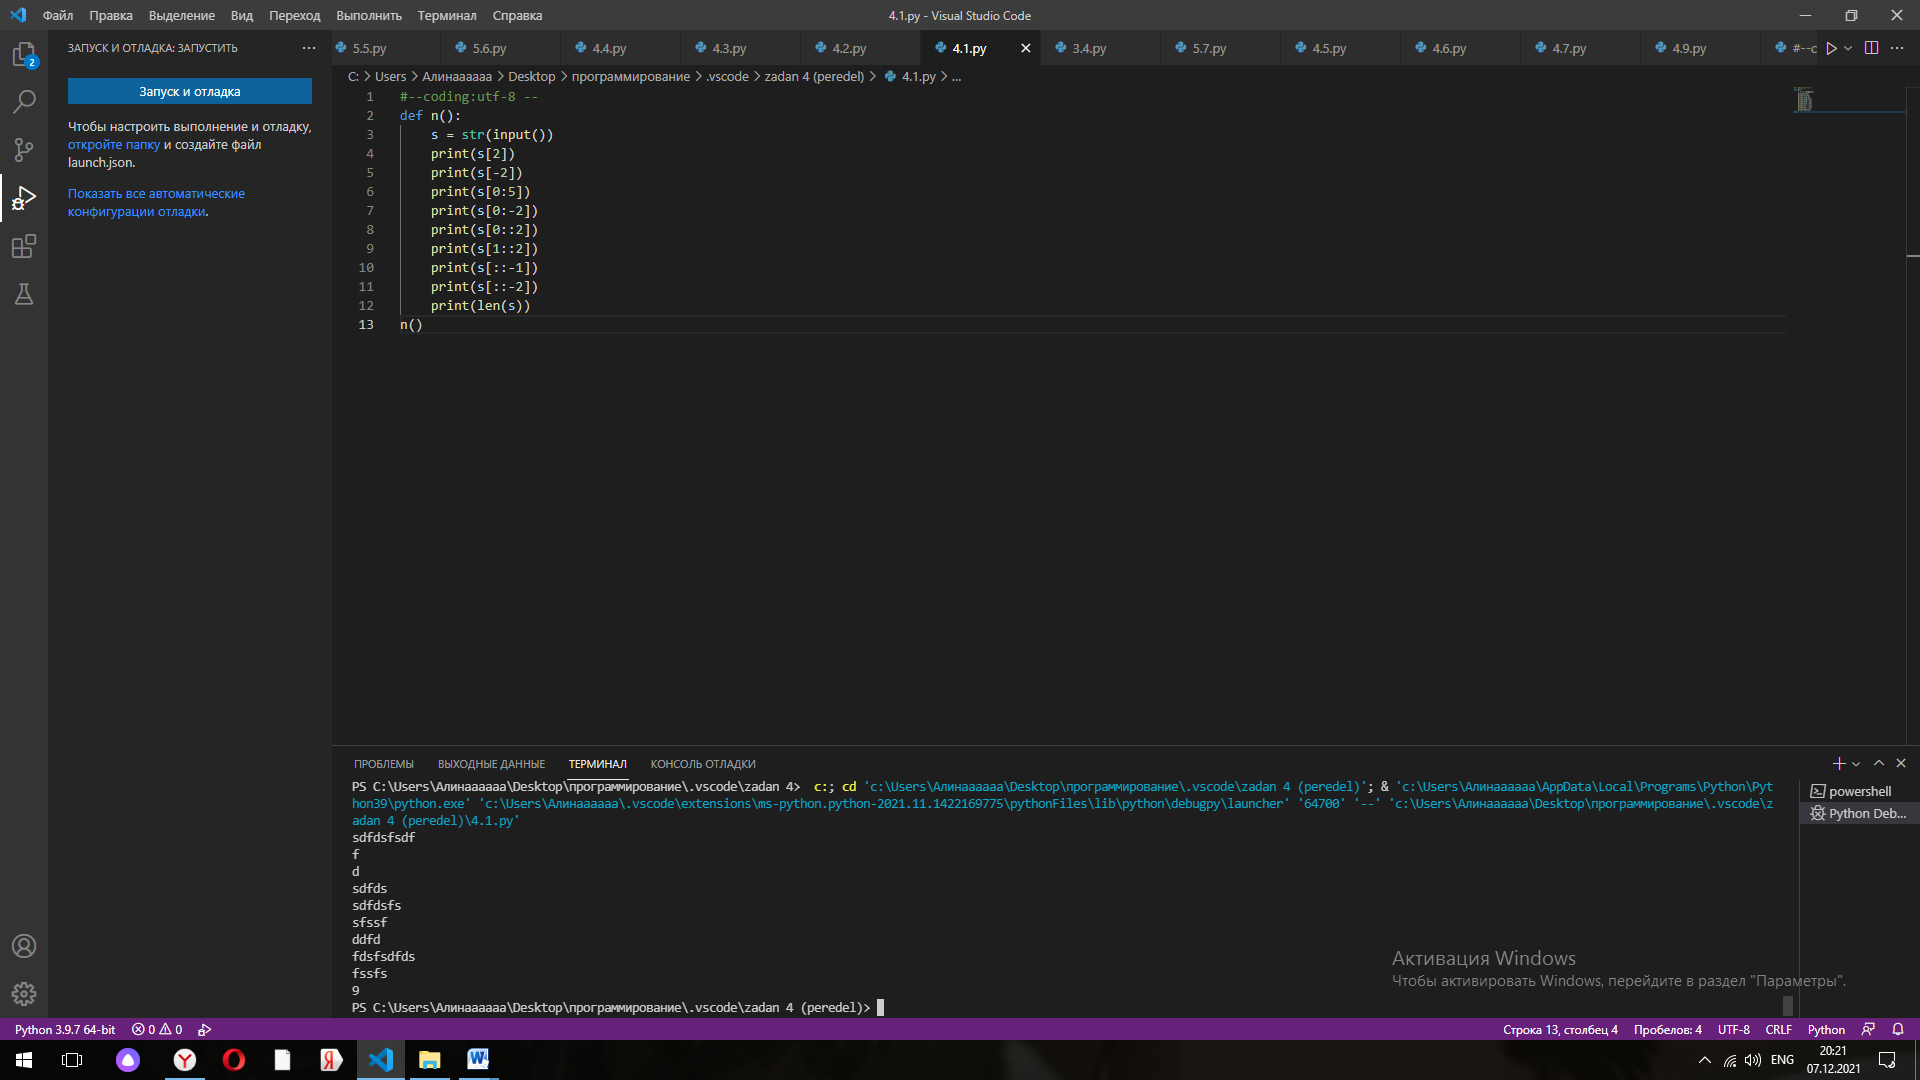 Файл Правка Выделение Вид Переход Выполнить Терминал Справка
4.1.py - Visual Studio Code
ЗАПУСК И ОТЛАДКА: ЗАПУСТИТЬ
5.5.py 5.6.py 4.4.py 4.3.py 4.2.py 4.1.py 3.4.py 5.7.py 4.5.py 4.6.py 4.7.py 4.9.py #--c
2
Запуск и отладка
Чтобы настроить выполнение и отладку,
откройте папку и создайте файл
launch.json.
Показать все автоматические
конфигурации отладки.
C: > Users > Алинаааааа > Desktop > программирование > .vscode > zadan 4 (peredel) > 4.1.py > ...
1 #--coding:utf-8 --
2 def n():
3 s = str(input())
4 print(s[2])
5 print(s[-2])
6 print(s[0:5])
7 print(s[0:-2])
8 print(s[0::2])
9 print(s[1::2])
10 print(s[::-1])
11 print(s[::-2])
12 print(len(s))
13 n()
ПРОБЛЕМЫ ВЫХОДНЫЕ ДАННЫЕ ТЕРМИНАЛ КОНСОЛЬ ОТЛАДКИ
PS C:\Users\Алинаааааа\Desktop\программирование\.vscode\zadan 4> c:; cd 'c:\Users\Алинаааааа\Desktop\программирование\.vscode\zadan 4 (peredel)'; & 'c:\Users\Алинаааааа\AppData\Local\Programs\Python\Pyt
hon39\python.exe' 'c:\Users\Алинаааааа\.vscode\extensions\ms-python.python-2021.11.1422169775\pythonFiles\lib\python\debugpy\launcher' '64700' '--' 'c:\Users\Алинаааааа\Desktop\программирование\.vscode\z
adan 4 (peredel)\4.1.py'
sdfdsfsdf
f
d
sdfds
sdfdsfs
sfssf
ddfd
fdsfsdfds
fssfs
9
PS C:\Users\Алинаааааа\Desktop\программирование\.vscode\zadan 4 (peredel)>
powershell
Python Deb...
Активация Windows
Чтобы активировать Windows, перейдите в раздел "Параметры".
Python 3.9.7 64-bit 0 0
Строка 13, столбец 4 Пробелов: 4 UTF-8 CRLF Python
ENG
20:21
07.12.2021